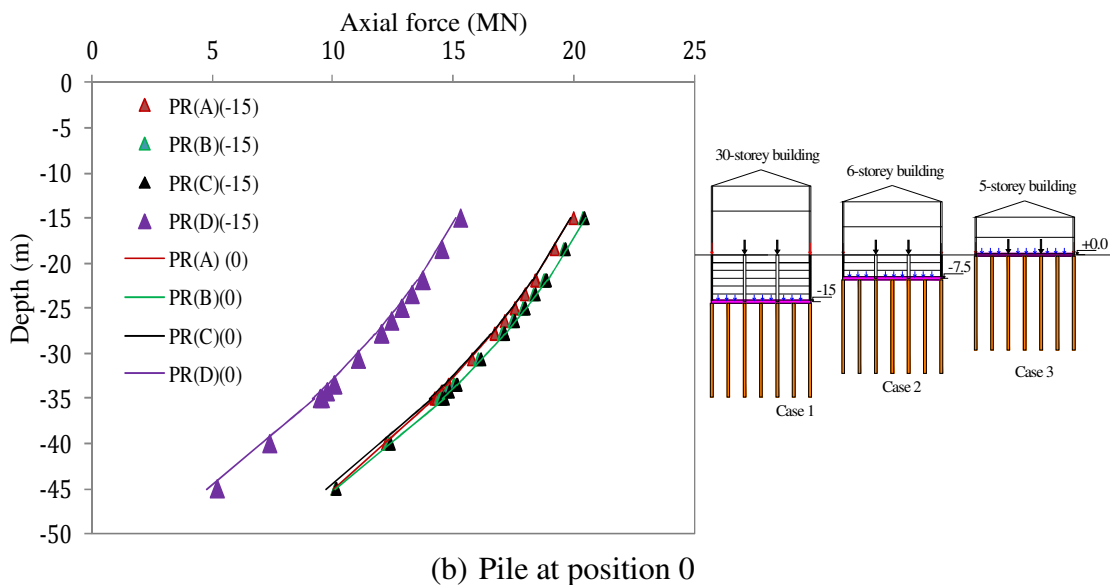 Axial force (MN)
0 5 10 15 20 25
0
-5
-10
-15
-20
-25
-30
-35
-40
-45
-50
Depth (m)
PR(A)(-15)
PR(B)(-15)
PR(C)(-15)
PR(D)(-15)
PR(A) (0)
PR(B)(0)
PR(C)(0)
PR(D)(0)
30-storey building
6-storey building
5-storey building
+0.0
-7.5
-15
Case 1
Case 2
Case 3
(b) Pile at position 0